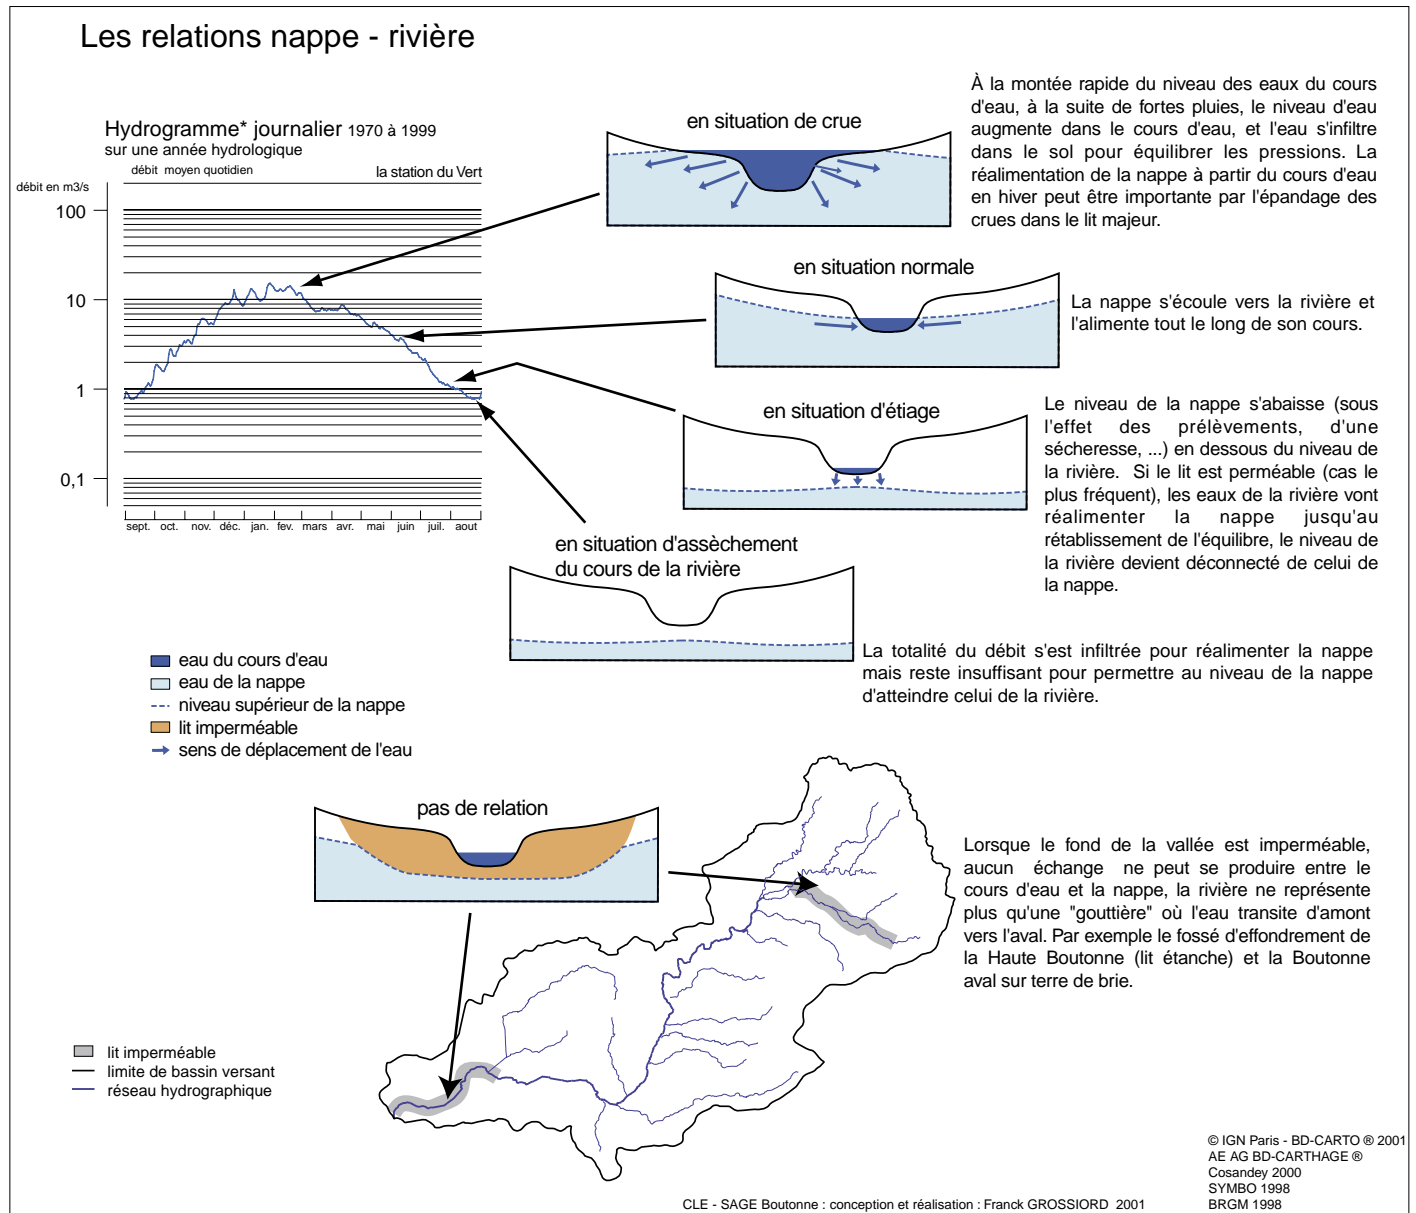 Les relations nappe - rivière
Hydrogramme* journalier 1970 à 1999
sur une année hydrologique
débit moyen quotidien
la station du Vert
débit en m3/s
100
10
1
0,1
sept. oct. nov. déc. jan. fev. mars avr. mai juin juil. aout
en situation de crue
À la montée rapide du niveau des eaux du cours
d'eau, à la suite de fortes pluies, le niveau d'eau
augmente dans le cours d'eau, et l'eau s'infiltre
dans le sol pour équilibrer les pressions. La
réalimentation de la nappe à partir du cours d'eau
en hiver peut être importante par l'épandage des
crues dans le lit majeur.
en situation normale
La nappe s'écoule vers la rivière et
l'alimente tout le long de son cours.
en situation d'étiage
Le niveau de la nappe s'abaisse (sous
l'effet des prélèvements, d'une
sécheresse, ...) en dessous du niveau de
la rivière. Si le lit est perméable (cas le
plus fréquent), les eaux de la rivière vont
réalimenter la nappe jusqu'au
rétablissement de l'équilibre, le niveau de
la rivière devient déconnecté de celui de
la nappe.
en situation d'assèchement
du cours de la rivière
La totalité du débit s'est infiltrée pour réalimenter la nappe
mais reste insuffisant pour permettre au niveau de la nappe
d'atteindre celui de la rivière.
eau du cours d'eau
eau de la nappe
niveau supérieur de la nappe
lit imperméable
sens de déplacement de l'eau
pas de relation
Lorsque le fond de la vallée est imperméable,
aucun échange ne peut se produire entre le
cours d'eau et la nappe, la rivière ne représente
plus qu'une "gouttière" où l'eau transite d'amont
vers l'aval. Par exemple le fossé d'effondrement de
la Haute Boutonne (lit étanche) et la Boutonne
aval sur terre de brie.
lit imperméable
limite de bassin versant
réseau hydrographique
© IGN Paris - BD-CARTO ® 2001
AE AG BD-CARTHAGE ®
Cosandey 2000
SYMBO 1998
BRGM 1998
CLE - SAGE Boutonne : conception et réalisation : Franck GROSSIORD 2001